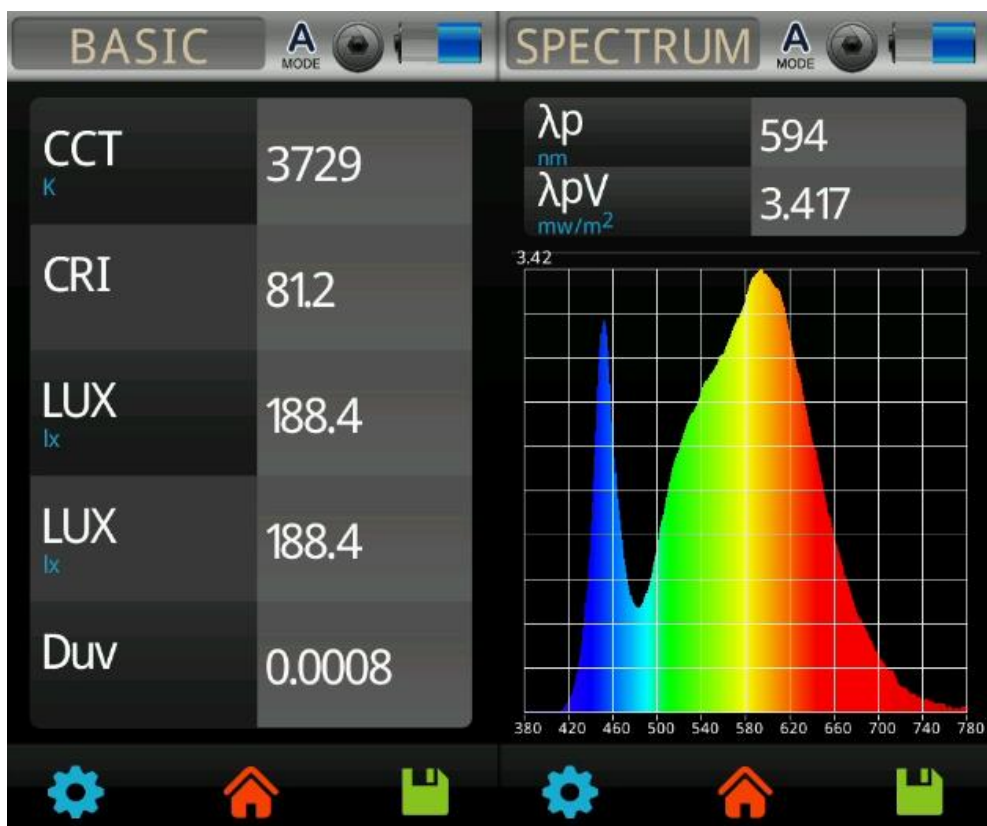 BASIC
A
MODE
CCT
K
3729
CRI
81.2
LUX
lx
188.4
LUX
lx
188.4
Duv
0.0008
SPECTRUM
A
MODE
λp
nm
594
λpV
mw/m²
3.417
3.42
380 420 460 500 540 580 620 660 700 740 780